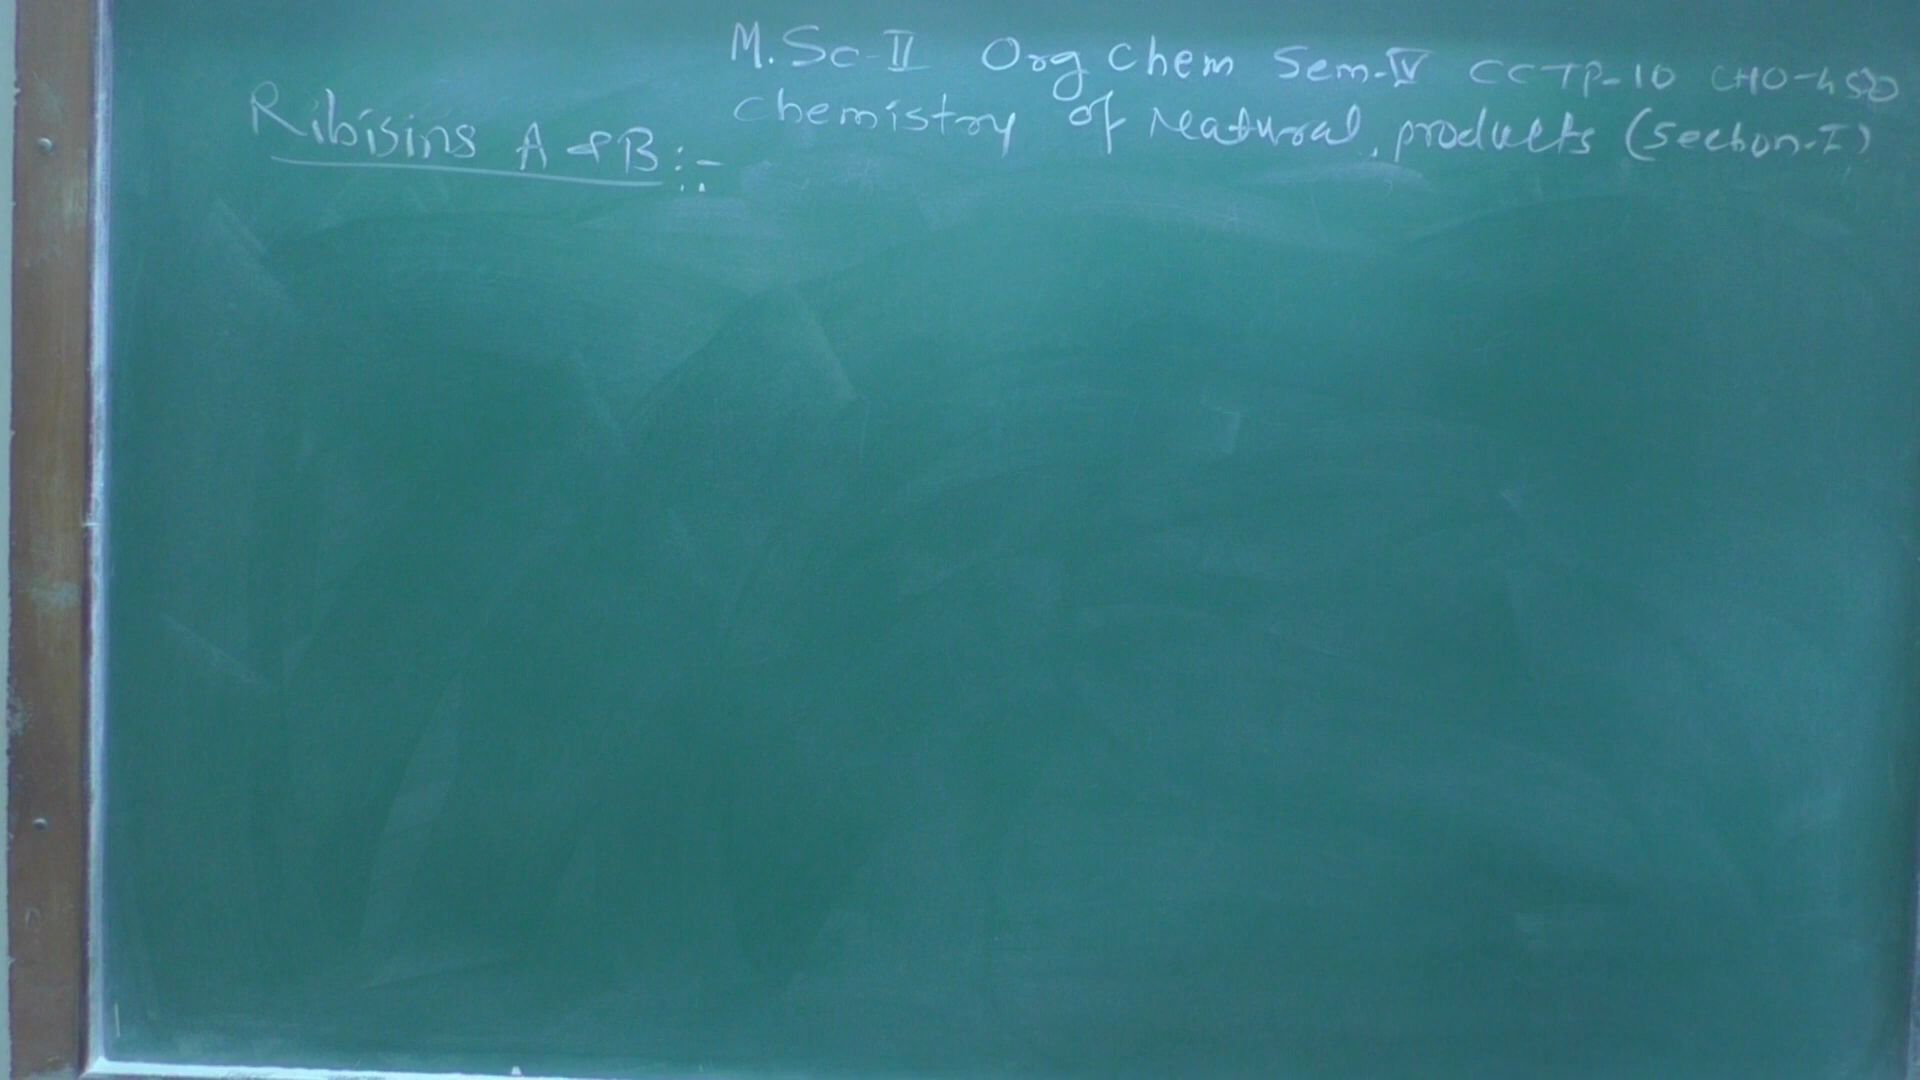 M.Sc-II Org Chem Sem-IV CCTP-10 CHO-450
Chemistry of Natural products (Section-I)
Ribisins A & B :-